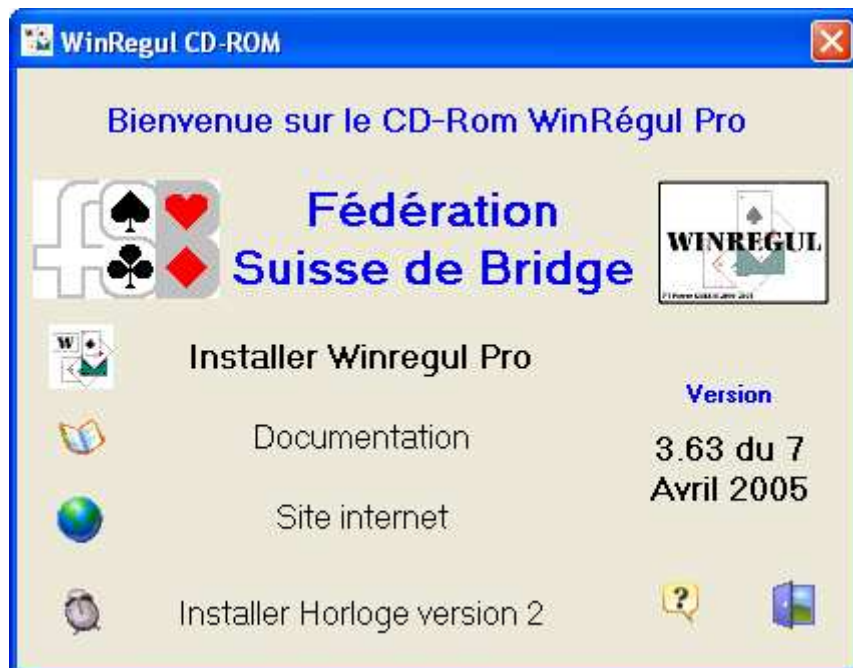 WinRegul CD-ROM
Bienvenue sur le CD-Rom WinRégul Pro
fsB
Fédération
Suisse de Bridge
WINREGUL
W
Installer Winregul Pro
Version
Documentation
3.63 du 7
Avril 2005
Site internet
Installer Horloge version 2
?